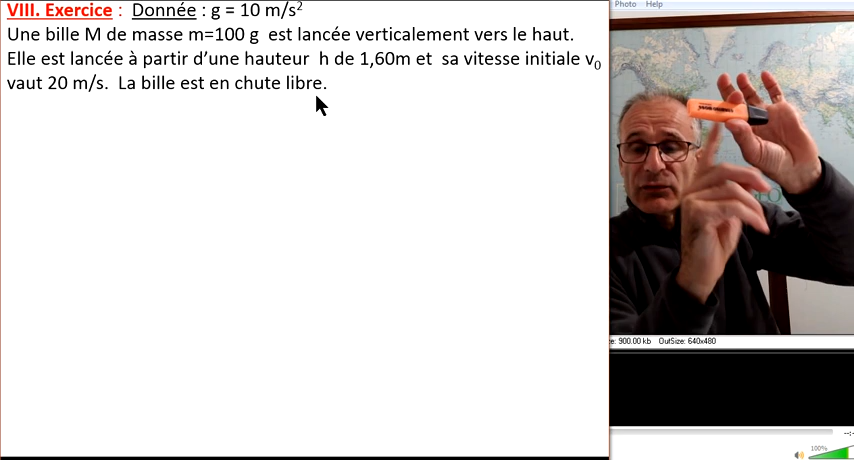 VIII. Exercice : Donnée : g = 10 m/s²
Une bille M de masse m=100 g est lancée verticalement vers le haut.
Elle est lancée à partir d’une hauteur h de 1,60m et sa vitesse initiale v₀
vaut 20 m/s. La bille est en chute libre.
Photo Help
900.00 kb OutSize: 640x480
100%